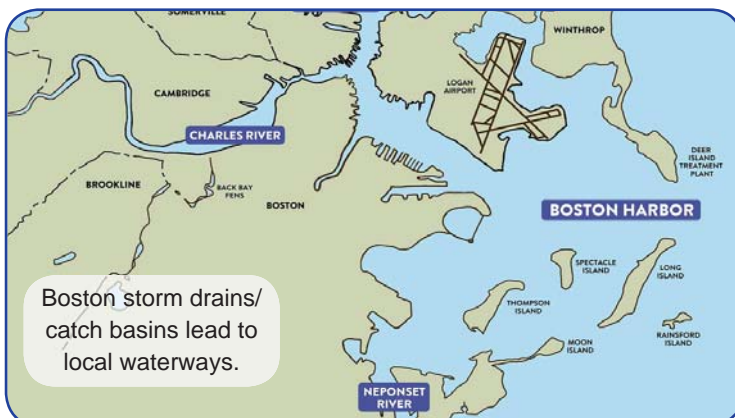 SOMERVILLE
WINTHROP
LOGAN
AIRPORT
CAMBRIDGE
CHARLES RIVER
DEER
ISLAND
TREATMENT
PLANT
BROOKLINE
BACK BAY
FENS
BOSTON
BOSTON HARBOR
SPECTACLE
ISLAND
LONG
ISLAND
Boston storm drains/
catch basins lead to
local waterways.
THOMPSON
ISLAND
RAINSFORD
ISLAND
MOON
ISLAND
NEPONSET
RIVER